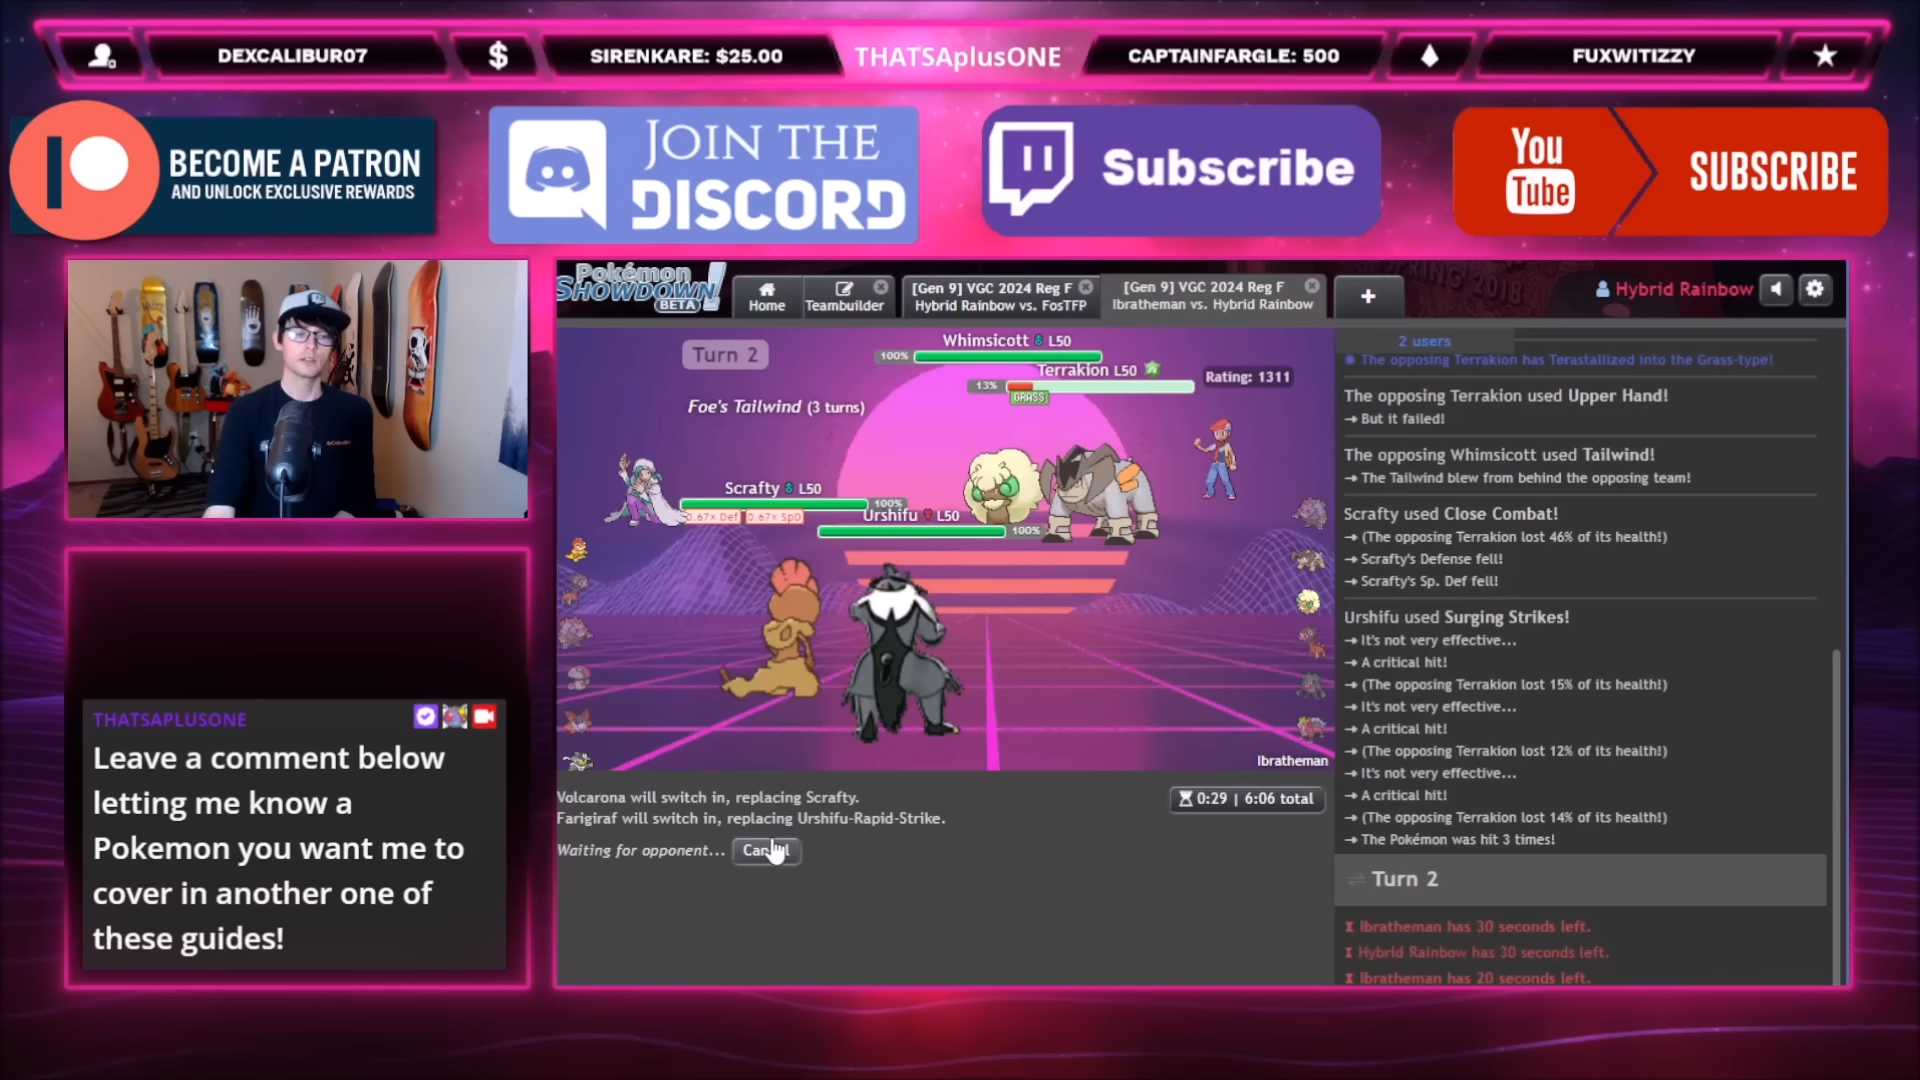 DEXCALIBUR07
$
SIRENKARE: $25.00
THATSAplusONE
CAPTAINFARGLE: 500
FUXWITIZZY
BECOME A PATRON
AND UNLOCK EXCLUSIVE REWARDS
JOIN THE
DISCORD
Subscribe
You
Tube
SUBSCRIBE
Pokémon
SHOWDOWN!
BETA
Home
Teambuilder
[Gen 9] VGC 2024 Reg F
Hybrid Rainbow vs. FosTFP
[Gen 9] VGC 2024 Reg F
Ibratheman vs. Hybrid Rainbow
+
SPRING 2018
Hybrid Rainbow
Turn 2
Whimsicott L50
100%
Terrakion L50
13%
GRASS
Rating: 1311
Foe's Tailwind (3 turns)
Scrafty L50
100%
0.67× Def 0.67× SpD
Urshifu L50
100%
Ibratheman
Volcarona will switch in, replacing Scrafty.
Farigiraf will switch in, replacing Urshifu-Rapid-Strike.
Waiting for opponent...
0:29 | 6:06 total
2 users
The opposing Terrakion has Terastallized into the Grass-type!
The opposing Terrakion used Upper Hand!
→ But it failed!
The opposing Whimsicott used Tailwind!
→ The Tailwind blew from behind the opposing team!
Scrafty used Close Combat!
→ (The opposing Terrakion lost 46% of its health!)
→ Scrafty's Defense fell!
→ Scrafty's Sp. Def fell!
Urshifu used Surging Strikes!
→ It's not very effective...
→ A critical hit!
→ (The opposing Terrakion lost 15% of its health!)
→ It's not very effective...
→ A critical hit!
→ (The opposing Terrakion lost 12% of its health!)
→ It's not very effective...
→ A critical hit!
→ (The opposing Terrakion lost 14% of its health!)
→ The Pokémon was hit 3 times!
Turn 2
Ibratheman has 30 seconds left.
Hybrid Rainbow has 30 seconds left.
Ibratheman has 20 seconds left.
THATSAPLUSONE
Leave a comment below
letting me know a
Pokemon you want me to
cover in another one of
these guides!